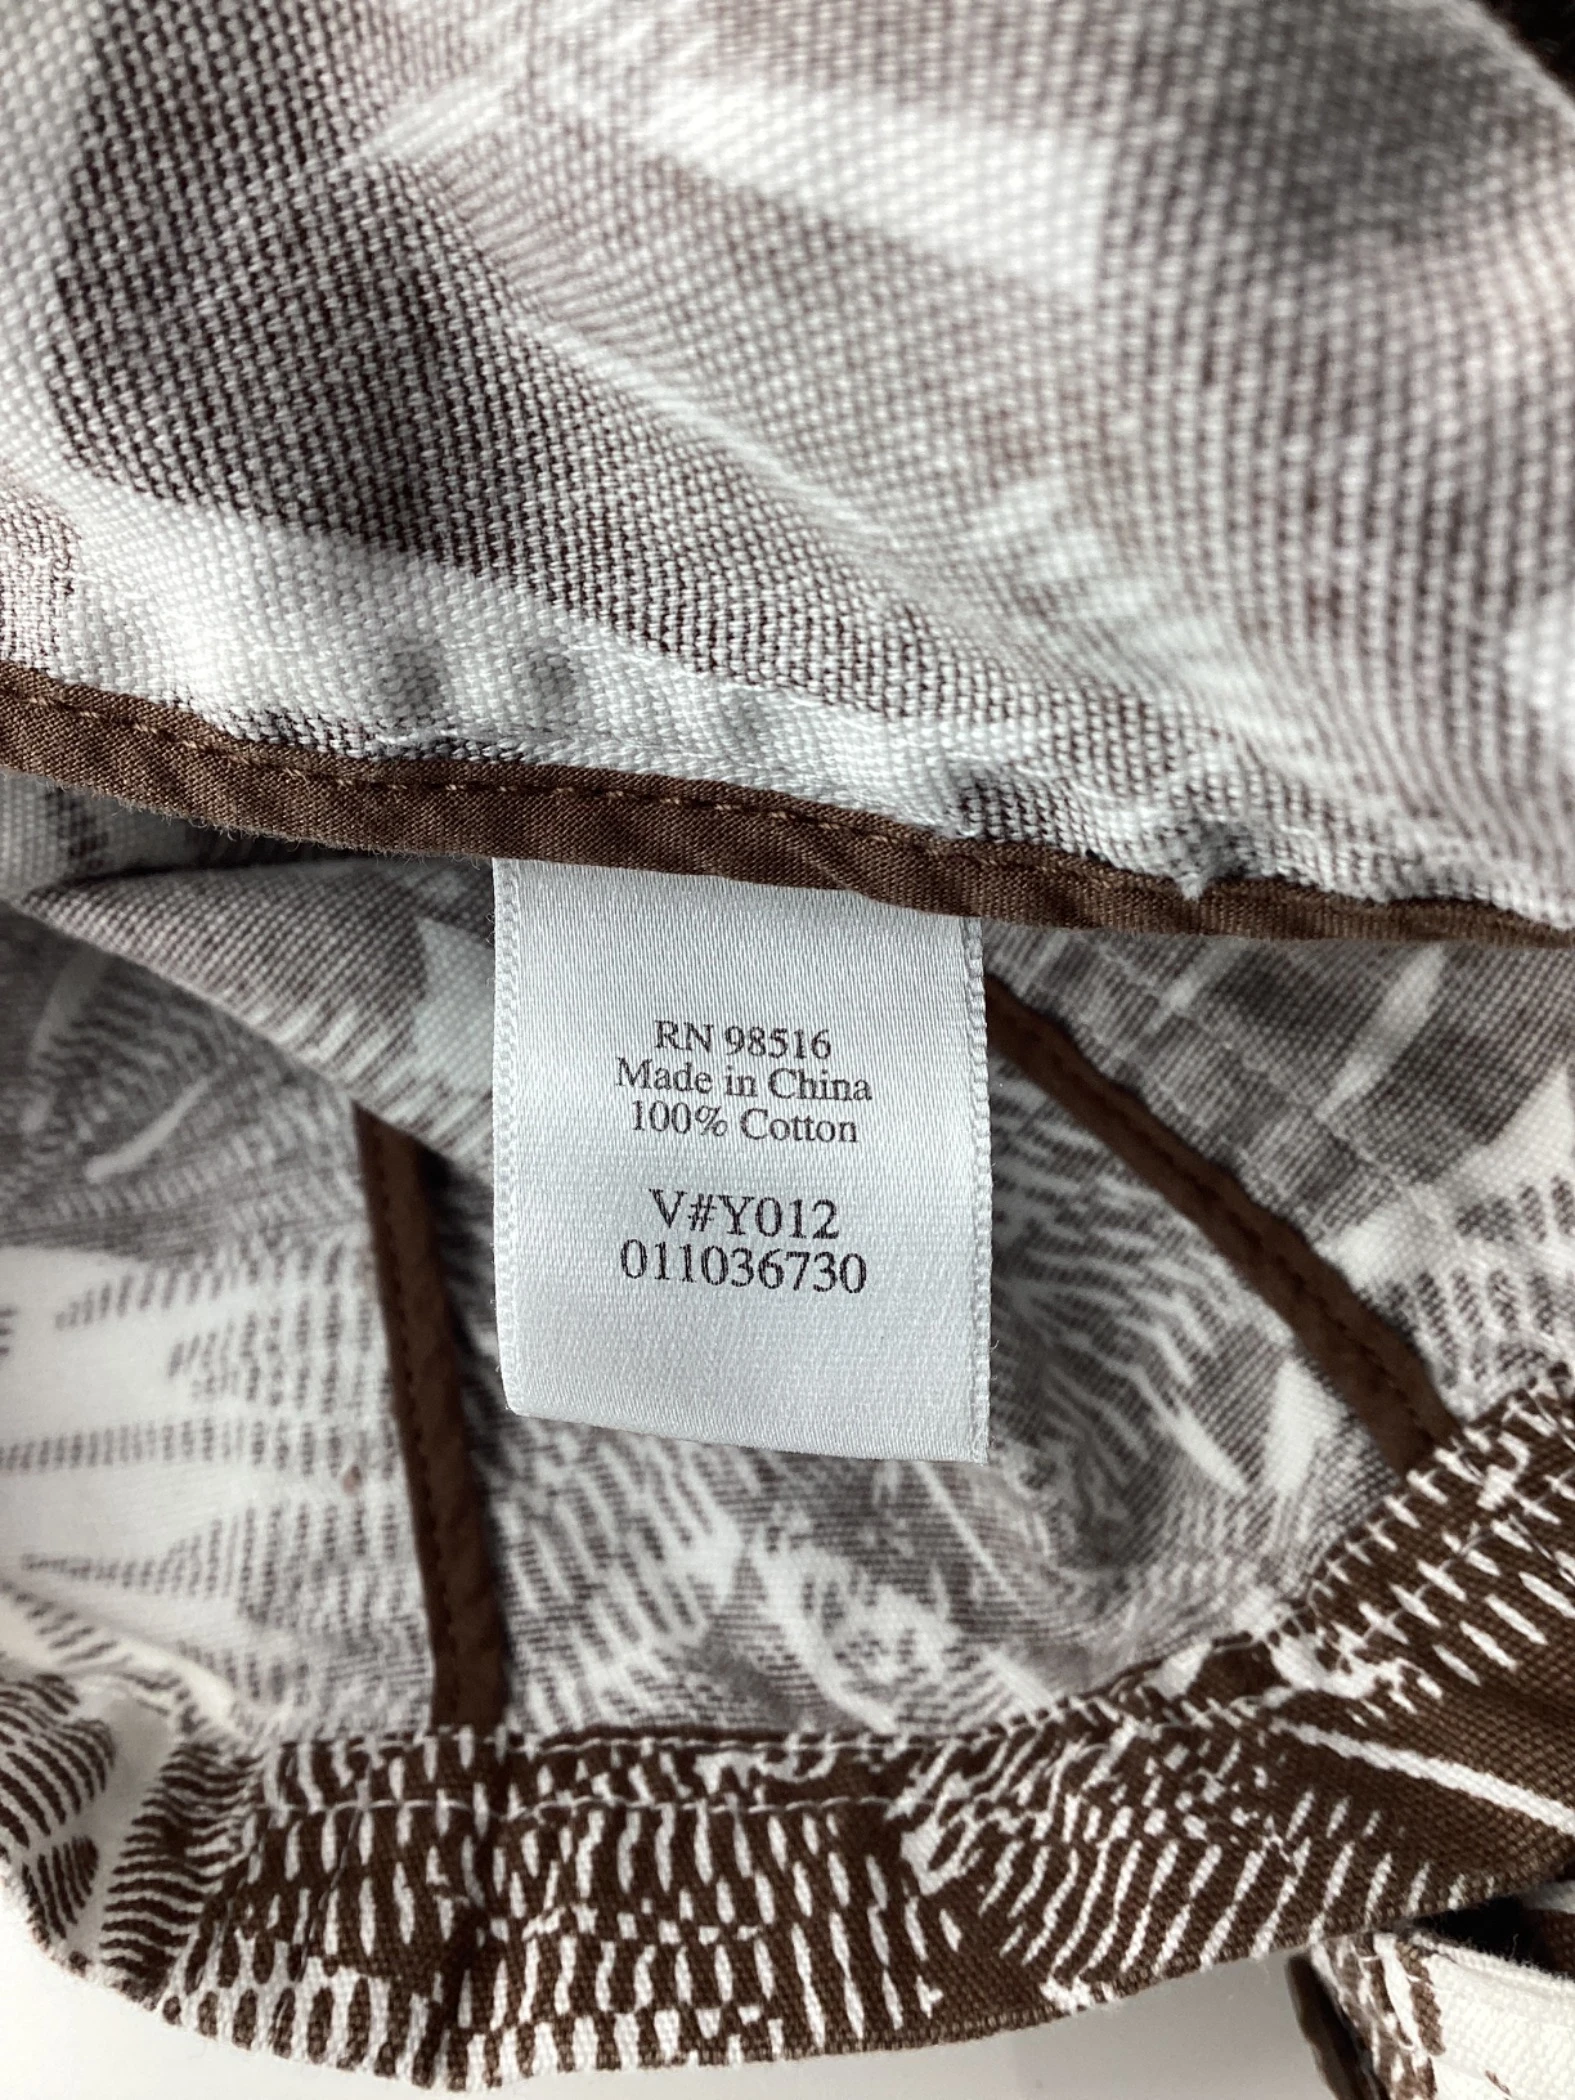 RN 98516
Made in China
100% Cotton
V#Y012
011036730